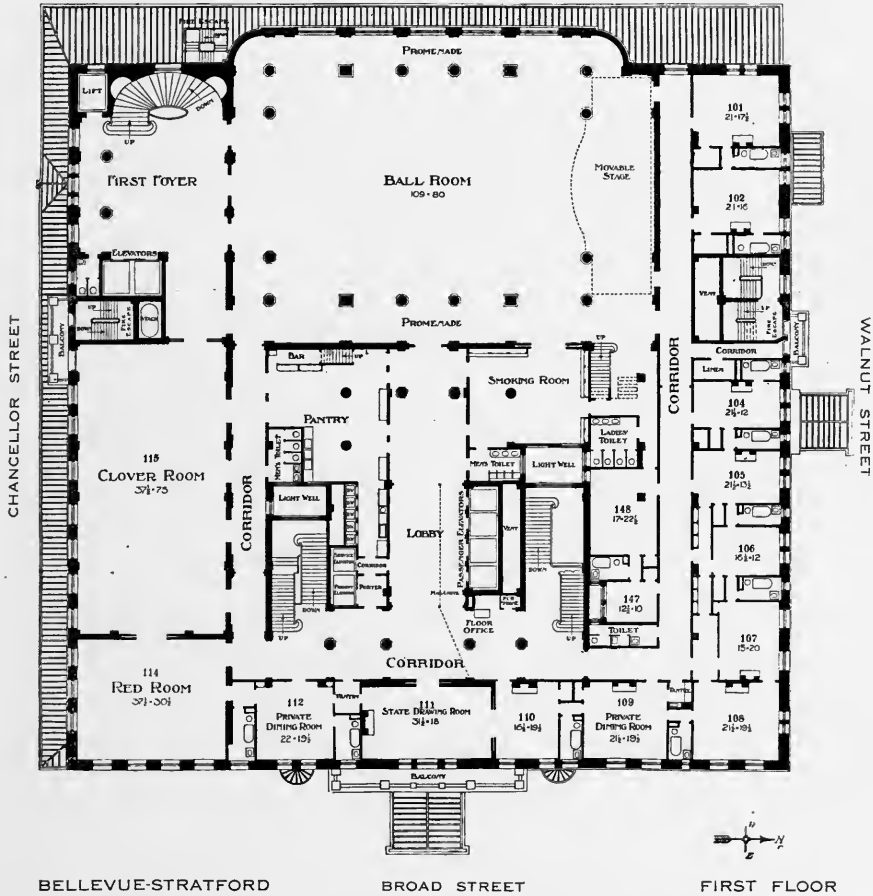 FIRE ESCAPE
PROMENADE
LIFT
DOWN
UP
FIRST FOYER
BALL ROOM
109 - 80
MOVABLE
STAGE
101
21 - 17½
102
21 - 16
ELEVATORS
UP
DOWN
FIRE
ESCAPE
BALCONY
PROMENADE
VENT
UP
FIRE
ESCAPE
BALCONY
CORRIDOR
CHANCELLOR STREET
WALNUT STREET
BAR
UP
SMOKING ROOM
UP
CORRIDOR
LINEN
104
21½ - 12
PANTRY
MEN'S TOILET
LADIES'
TOILET
115
CLOVER ROOM
37½ - 75
MEN'S TOILET
LIGHT WELL
105
21½ - 13½
LIGHT WELL
CORRIDOR
LOBBY
PASSENGER ELEVATORS
VENT
148
17 - 22½
106
16½ - 12
SERVICE
ELEVATOR
CORRIDOR
PORTER
DOWN
DOWN
147
12½ - 10
UP
FLOOR
OFFICE
UP
TOILET
107
15 - 20
CORRIDOR
114
RED ROOM
37½ - 30½
112
PRIVATE
DINING ROOM
22 - 19½
111
STATE DRAWING ROOM
31½ - 18
110
16½ - 19½
109
PRIVATE
DINING ROOM
21½ - 19½
108
21½ - 19½
BALCONY
N
E
BELLEVUE-STRATFORD
BROAD STREET
FIRST FLOOR